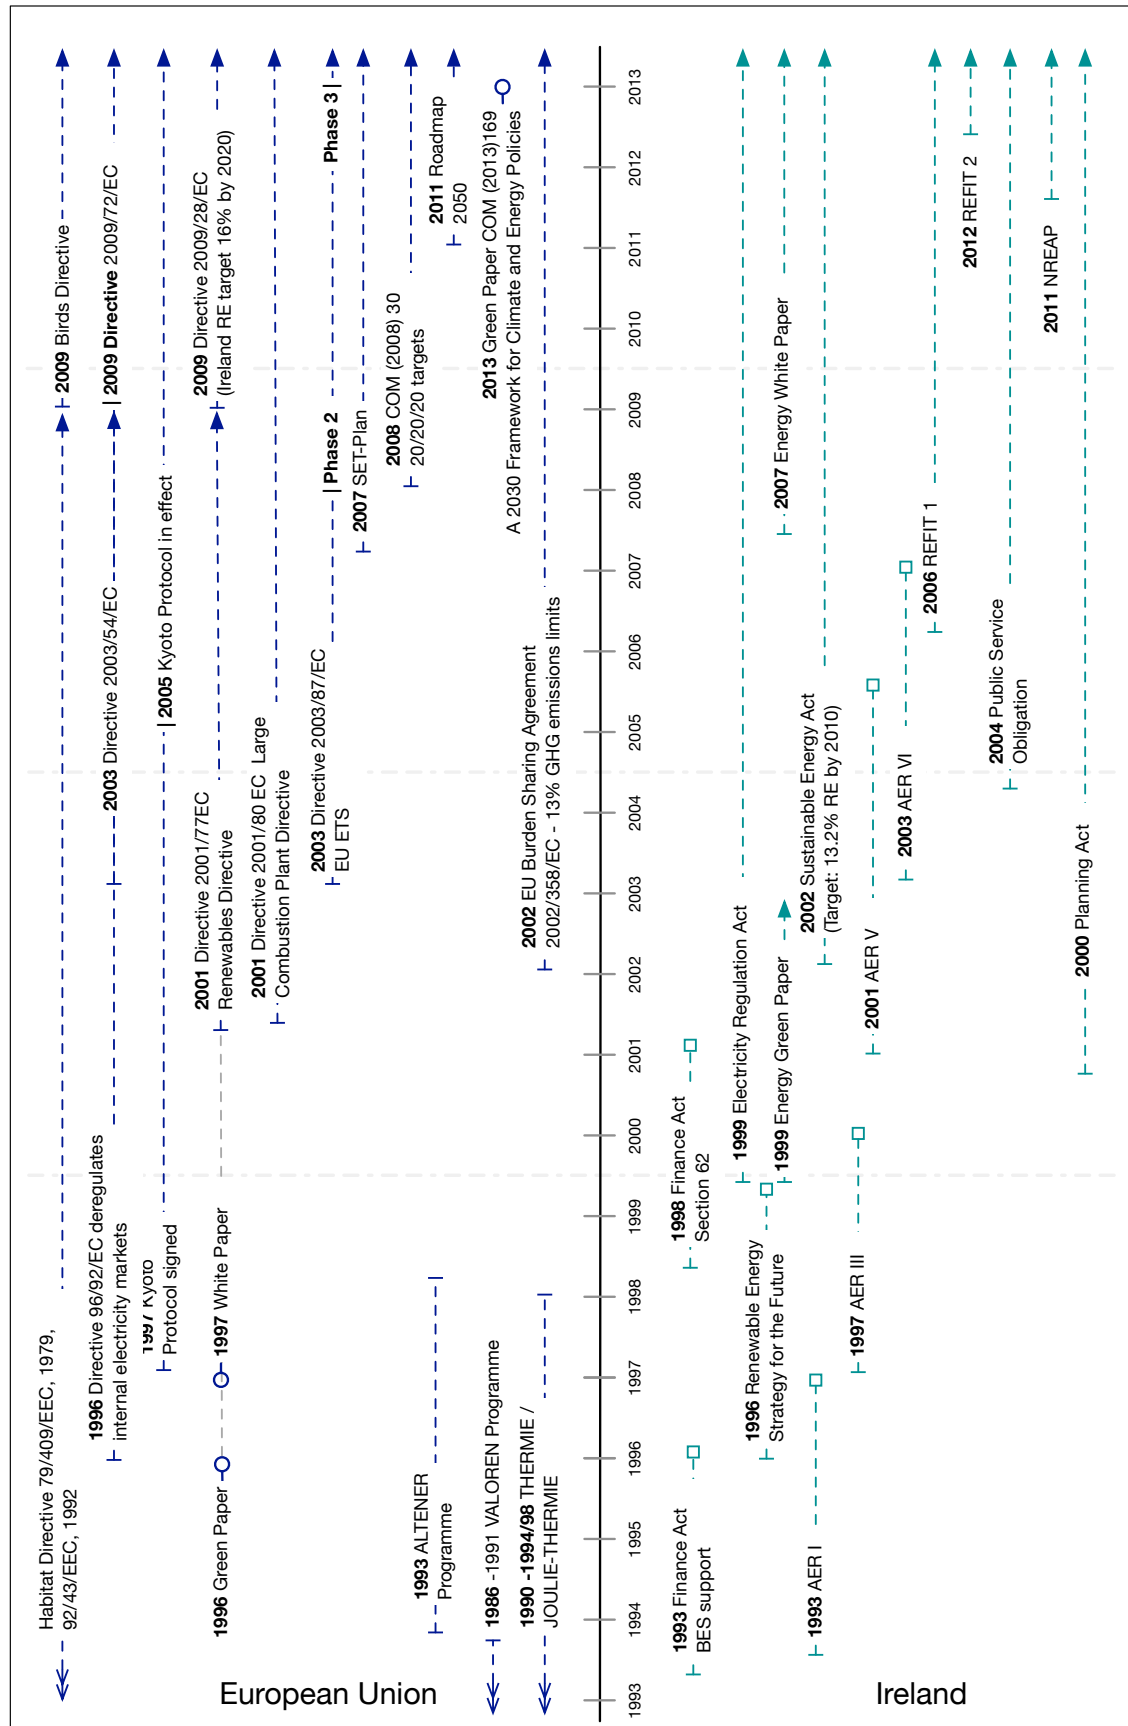 European Union
Habitat Directive 79/409/EEC, 1979,
92/43/EEC, 1992
2009 Birds Directive
1996 Directive 96/92/EC deregulates
internal electricity markets
2003 Directive 2003/54/EC
2009 Directive 2009/72/EC
1997 Kyoto
Protocol signed
2005 Kyoto Protocol in effect
1996 Green Paper
1997 White Paper
2001 Directive 2001/77EC
Renewables Directive
2009 Directive 2009/28/EC
(Ireland RE target 16% by 2020)
2001 Directive 2001/80 EC Large
Combustion Plant Directive
2003 Directive 2003/87/EC
EU ETS
Phase 2
Phase 3
2007 SET-Plan
2008 COM (2008) 30
20/20/20 targets
1993 ALTENER
Programme
2011 Roadmap
2050
1986 -1991 VALOREN Programme
2013 Green Paper COM (2013)169
A 2030 Framework for Climate and Energy Policies
1990 -1994/98 THERMIE /
JOULIE-THERMIE
2002 EU Burden Sharing Agreement
2002/358/EC - 13% GHG emissions limits
1993
1994
1995
1996
1997
1998
1999
2000
2001
2002
2003
2004
2005
2006
2007
2008
2009
2010
2011
2012
2013
Ireland
1993 Finance Act
BES support
1998 Finance Act
Section 62
1999 Electricity Regulation Act
1996 Renewable Energy
Strategy for the Future
1999 Energy Green Paper
2007 Energy White Paper
1993 AER I
2002 Sustainable Energy Act
(Target: 13.2% RE by 2010)
1997 AER III
2001 AER V
2003 AER VI
2006 REFIT 1
2012 REFIT 2
2004 Public Service
Obligation
2011 NREAP
2000 Planning Act